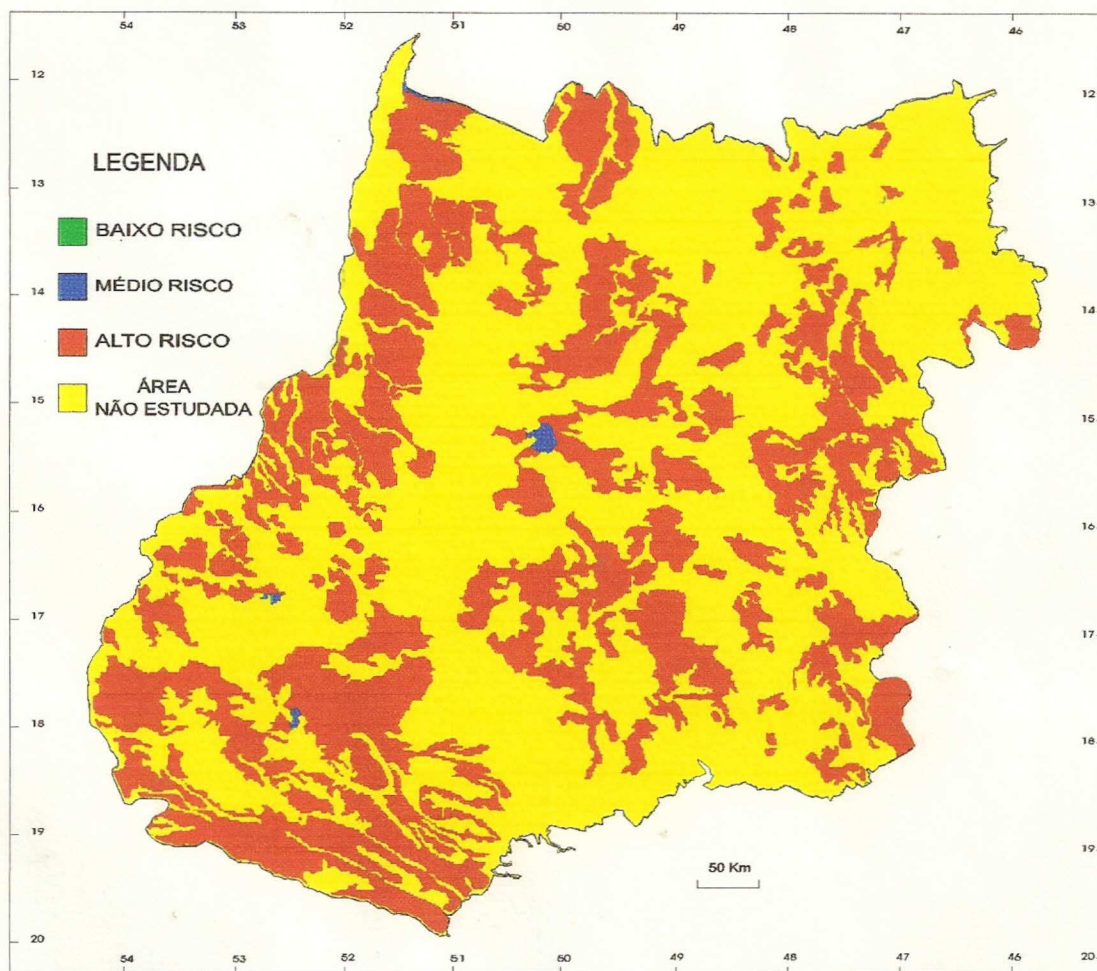 54 53 52 51 50 49 48 47 46
12 12
LEGENDA
13 13
BAIXO RISCO
MÉDIO RISCO
14 14
ALTO RISCO
ÁREA
NÃO ESTUDADA
15 15
16 16
17 17
18 18
19 19
50 Km
20 20
54 53 52 51 50 49 48 47 46